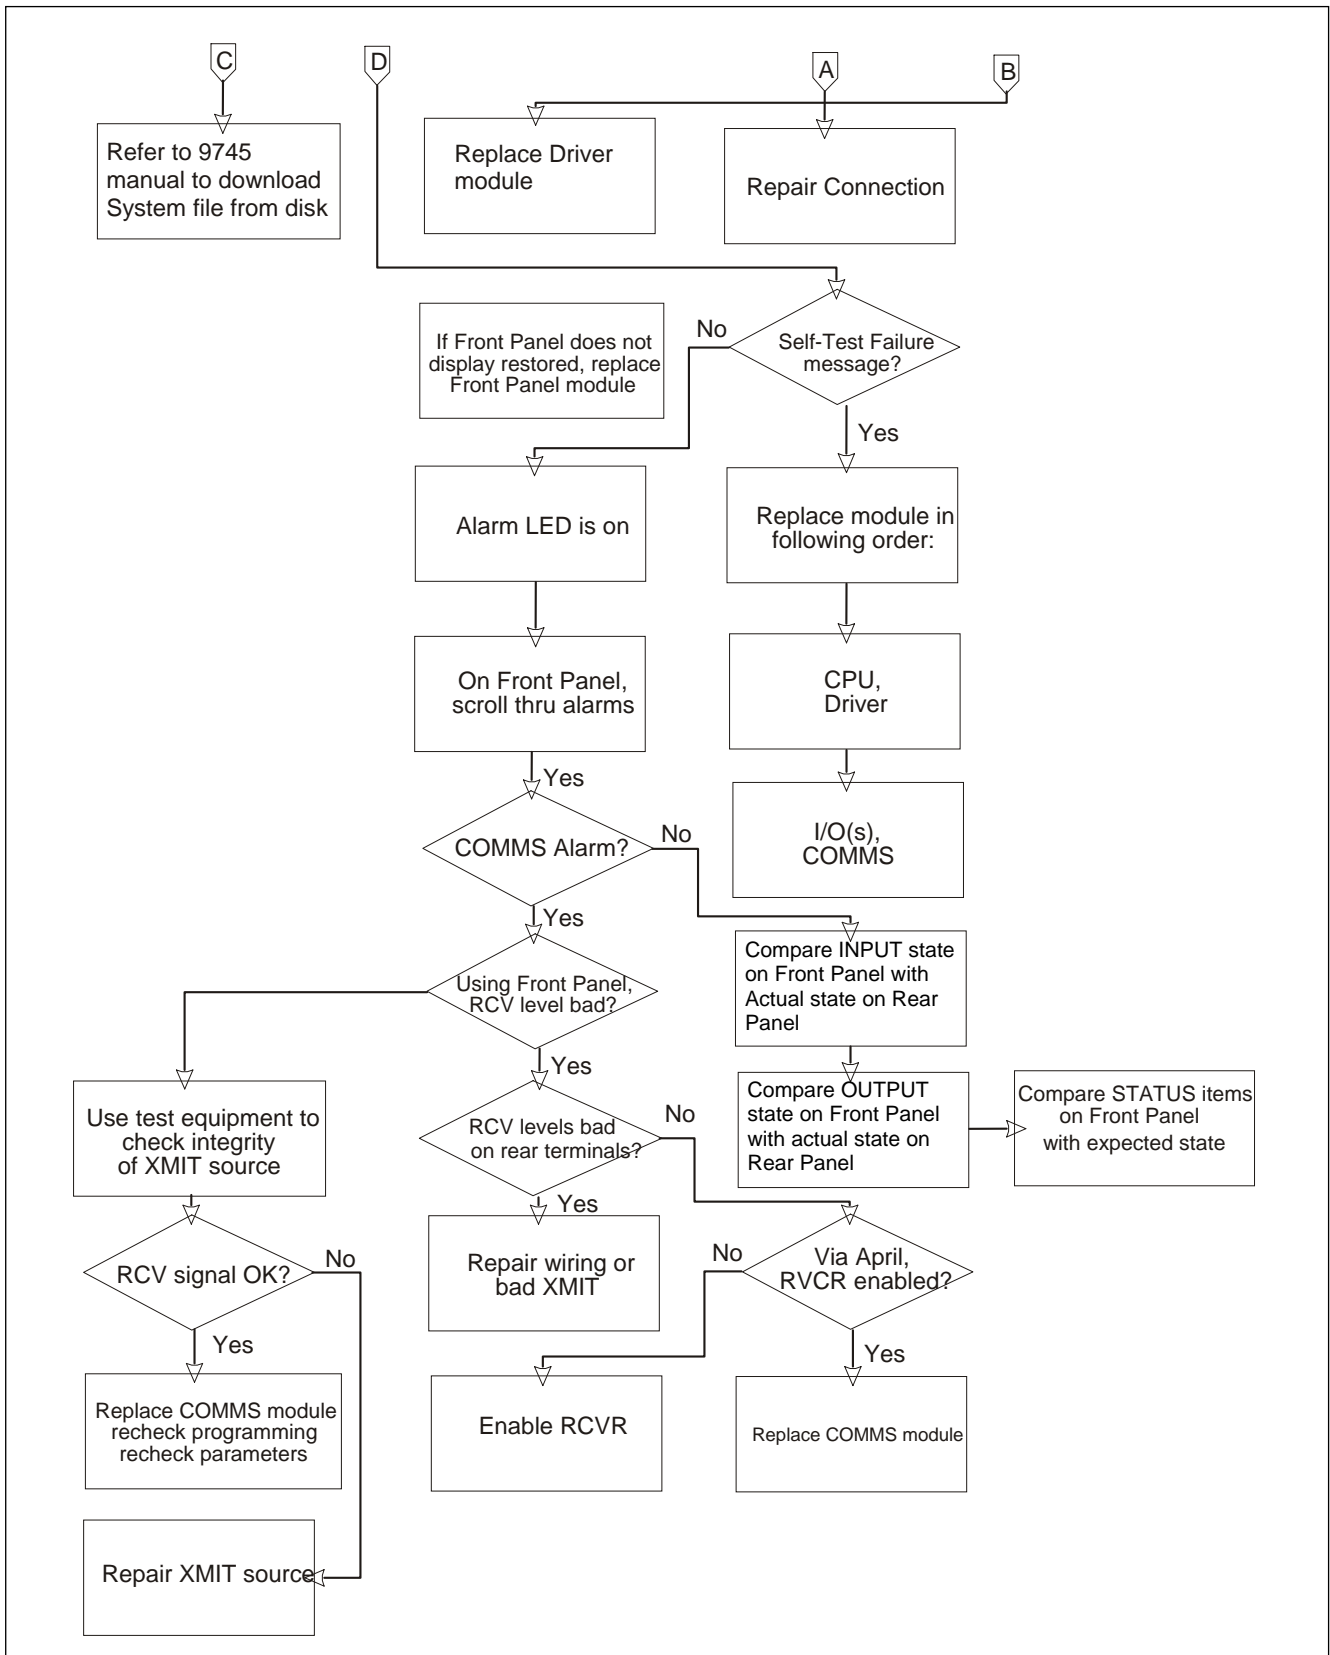 C
D
A
B
Refer to 9745
manual to download
System file from disk
Replace Driver
module
Repair Connection
If Front Panel does not
display restored, replace
Front Panel module
No
Self-Test Failure
message?
Yes
Alarm LED is on
Replace module in
following order:
On Front Panel,
scroll thru alarms
CPU,
Driver
Yes
COMMS Alarm?
No
I/O(s),
COMMS
Yes
Using Front Panel,
RCV level bad?
Compare INPUT state
on Front Panel with
Actual state on Rear
Panel
Yes
Use test equipment to
check integrity
of XMIT source
RCV levels bad
on rear terminals?
No
Compare OUTPUT
state on Front Panel
with actual state on
Rear Panel
Compare STATUS items
on Front Panel
with expected state
Yes
RCV signal OK?
No
Repair wiring or
bad XMIT
No
Via April,
RVCR enabled?
Yes
Yes
Replace COMMS module
recheck programming
recheck parameters
Enable RCVR
Replace COMMS module
Repair XMIT source